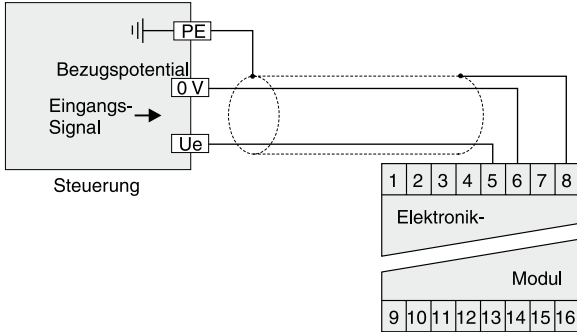 PE
Bezugspotential
0 V
Eingangs-
Signal
Ue
Steuerung
1 2 3 4 5 6 7 8
Elektronik-
Modul
9 10 11 12 13 14 15 16